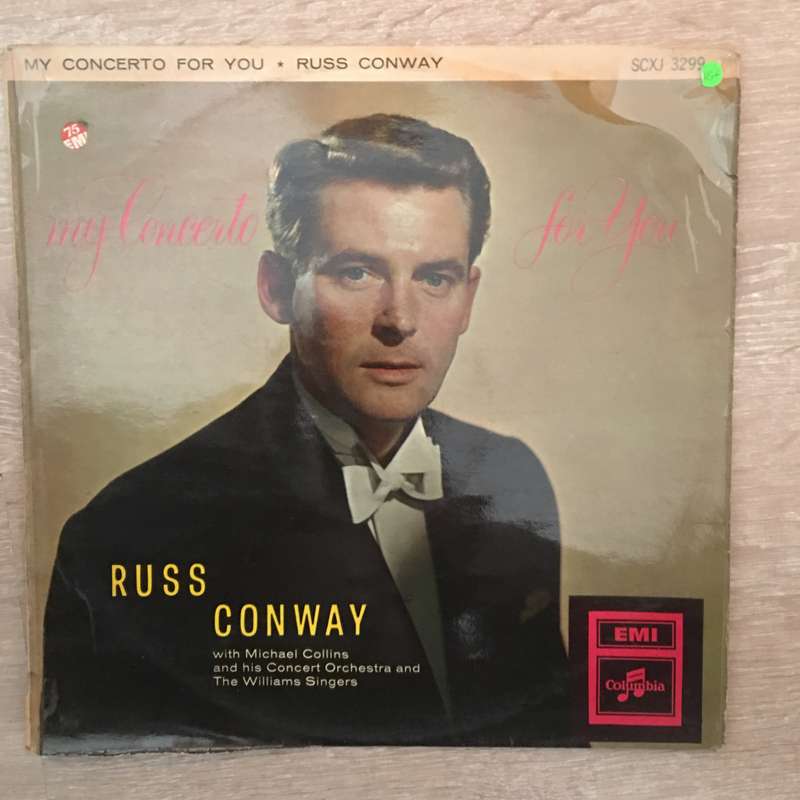 MY CONCERTO FOR YOU ★ RUSS CONWAY
SCXJ 3299
75
EMI
my Concerto for You
RUSS
CONWAY
with Michael Collins
and his Concert Orchestra and
The Williams Singers
EMI
Columbia